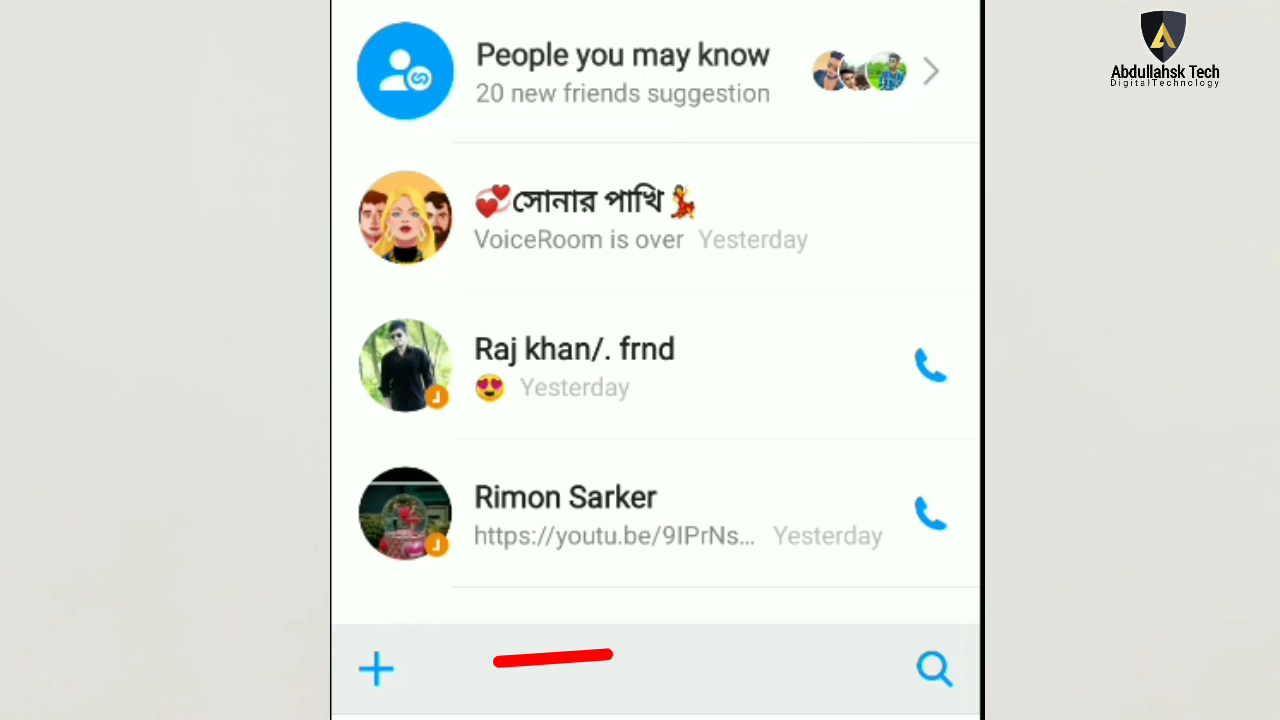 People you may know
20 new friends suggestion
💞সোনার পাখি💃
VoiceRoom is over Yesterday
Raj khan/. frnd
😍 Yesterday
Rimon Sarker
https://youtu.be/9IPrNs... Yesterday
Abdullahsk Tech
DigitalTechnology